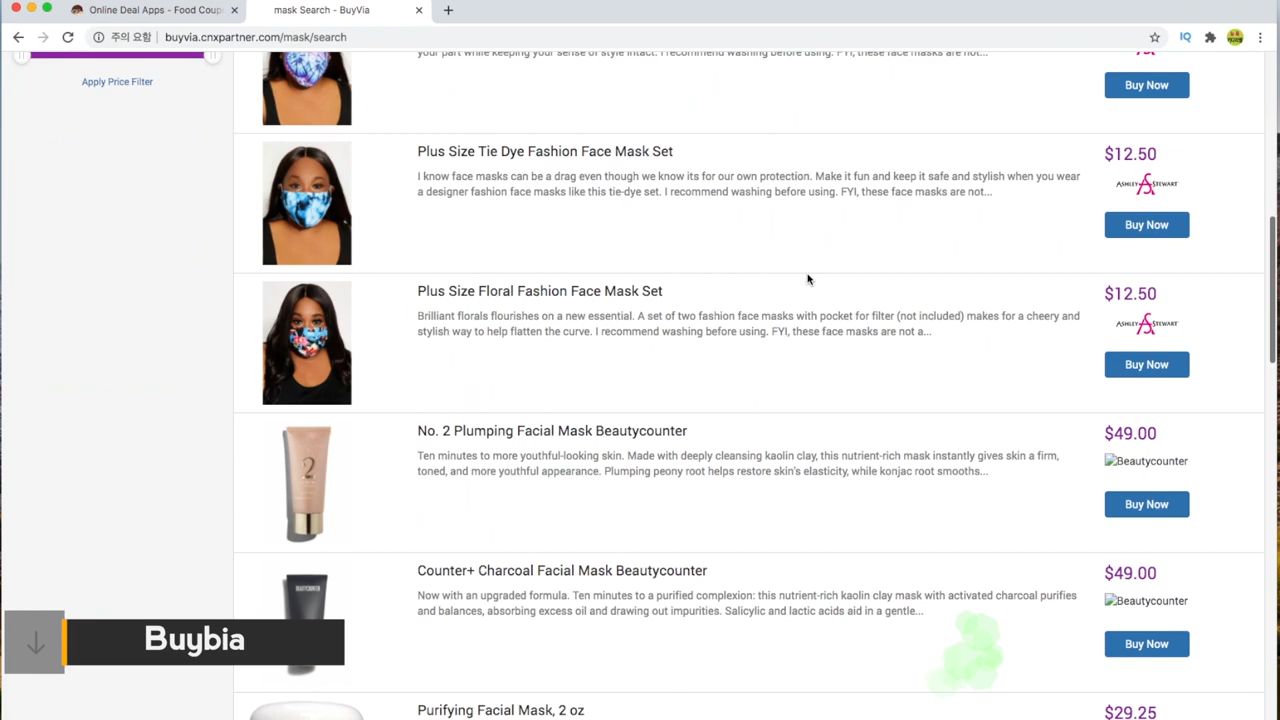 Online Deal Apps - Food Coup
mask Search - BuyVia
주의 요함
buyvia.cnxpartner.com/mask/search
IQ
Apply Price Filter
your part while keeping your sense of style intact. I recommend washing before using. FYI, these face masks are not...
Buy Now
Plus Size Tie Dye Fashion Face Mask Set
$12.50
I know face masks can be a drag even though we know its for our own protection. Make it fun and keep it safe and stylish when you wear
a designer fashion face masks like this tie-dye set. I recommend washing before using. FYI, these face masks are not...
ASHLEY STEWART
Buy Now
Plus Size Floral Fashion Face Mask Set
$12.50
Brilliant florals flourishes on a new essential. A set of two fashion face masks with pocket for filter (not included) makes for a cheery and
stylish way to help flatten the curve. I recommend washing before using. FYI, these face masks are not a...
ASHLEY STEWART
Buy Now
No. 2 Plumping Facial Mask Beautycounter
$49.00
Ten minutes to more youthful-looking skin. Made with deeply cleansing kaolin clay, this nutrient-rich mask instantly gives skin a firm,
toned, and more youthful appearance. Plumping peony root helps restore skin's elasticity, while konjac root smooths...
Beautycounter
Buy Now
2
Counter+ Charcoal Facial Mask Beautycounter
$49.00
Now with an upgraded formula. Ten minutes to a purified complexion: this nutrient-rich kaolin clay mask with activated charcoal purifies
and balances, absorbing excess oil and drawing out impurities. Salicylic and lactic acids aid in a gentle...
Beautycounter
Buy Now
BEAUTYCOUNTER
Buybia
Purifying Facial Mask, 2 oz
$29.25